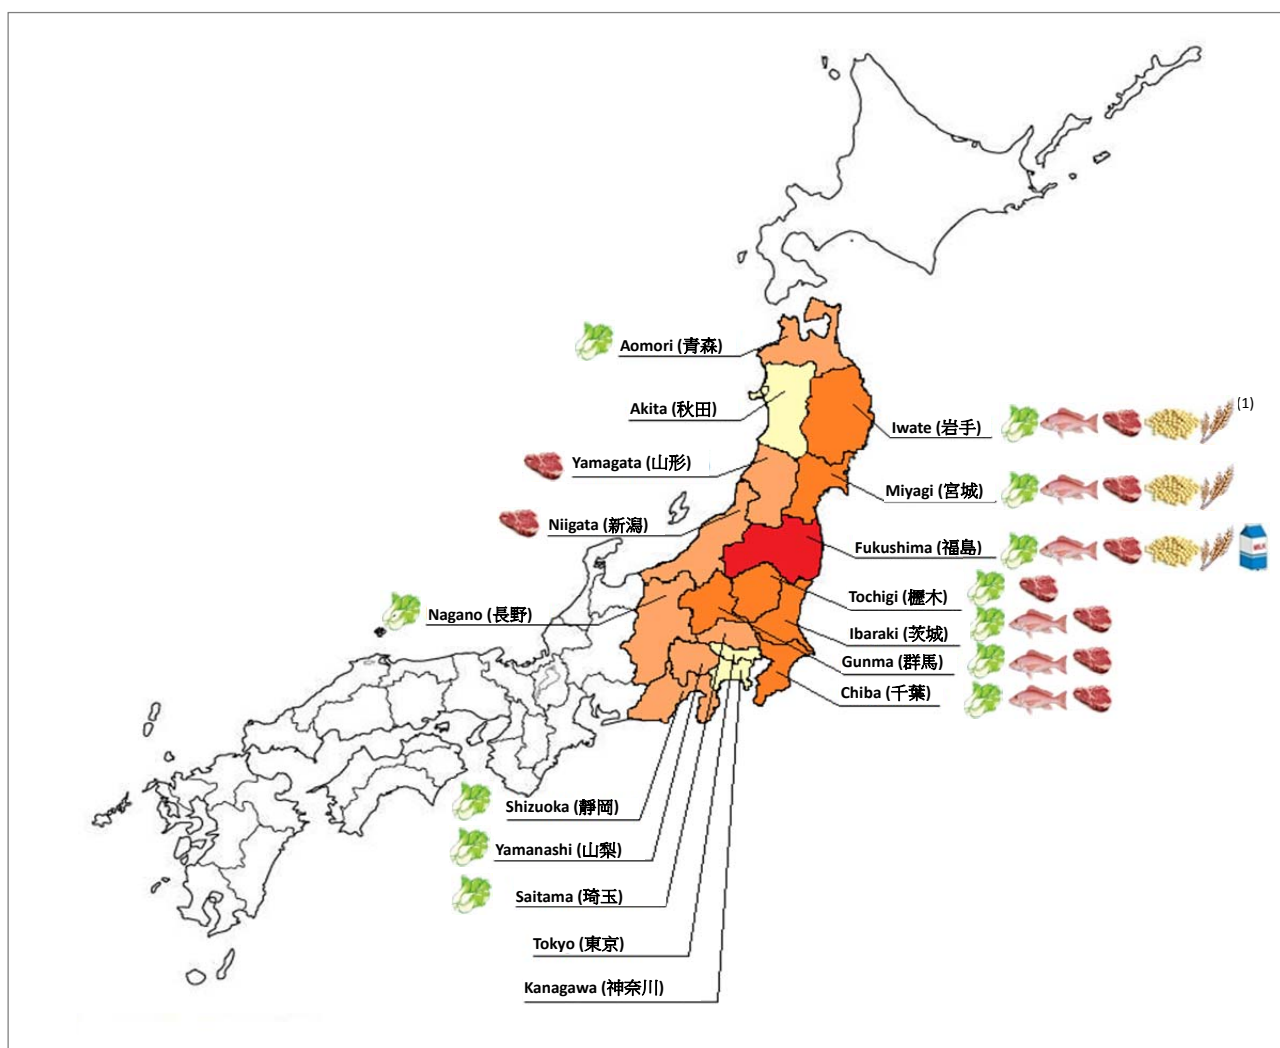 Aomori (青森)
Akita (秋田)
Iwate (岩手)
(1)
Yamagata (山形)
Miyagi (宮城)
Niigata (新潟)
Fukushima (福島)
MILK
Tochigi (櫪木)
Nagano (長野)
Ibaraki (茨城)
Gunma (群馬)
Chiba (千葉)
Shizuoka (靜岡)
Yamanashi (山梨)
Saitama (琦玉)
Tokyo (東京)
Kanagawa (神奈川)